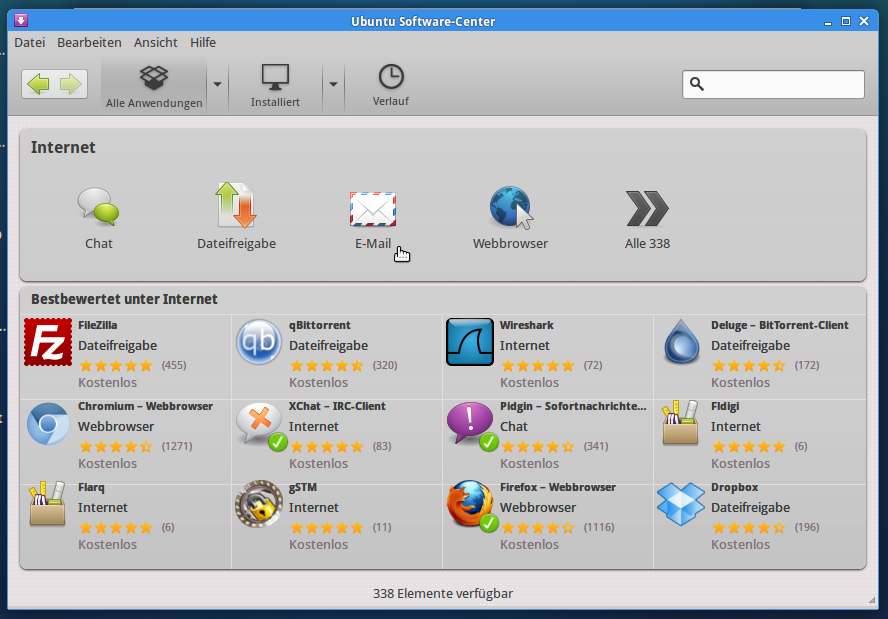 Ubuntu Software-Center
Datei Bearbeiten Ansicht Hilfe
Alle Anwendungen Installiert Verlauf
Internet
Chat Dateifreigabe E-Mail Webbrowser Alle 338
Bestbewertet unter Internet
FileZilla
Dateifreigabe
(455)
Kostenlos
qBittorrent
Dateifreigabe
(320)
Kostenlos
Wireshark
Internet
(72)
Kostenlos
Deluge – BitTorrent-Client
Dateifreigabe
(172)
Kostenlos
Chromium – Webbrowser
Webbrowser
(1271)
Kostenlos
XChat – IRC-Client
Internet
(83)
Kostenlos
Pidgin – Sofortnachrichte...
Chat
(341)
Kostenlos
Fldigi
Internet
(6)
Kostenlos
Flarq
Internet
(6)
Kostenlos
gSTM
Internet
(11)
Kostenlos
Firefox – Webbrowser
Webbrowser
(1116)
Kostenlos
Dropbox
Dateifreigabe
(196)
Kostenlos
338 Elemente verfügbar